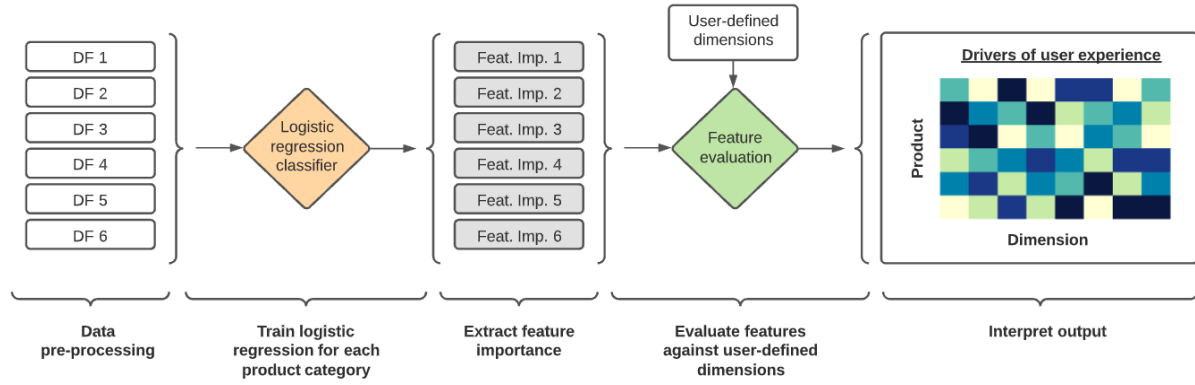 DF 1
DF 2
DF 3
DF 4
DF 5
DF 6
Logistic
regression
classifier
Feat. Imp. 1
Feat. Imp. 2
Feat. Imp. 3
Feat. Imp. 4
Feat. Imp. 5
Feat. Imp. 6
User-defined
dimensions
Feature
evaluation
Drivers of user experience
Product
Dimension
Data
pre-processing
Train logistic
regression for each
product category
Extract feature
importance
Evaluate features
against user-defined
dimensions
Interpret output